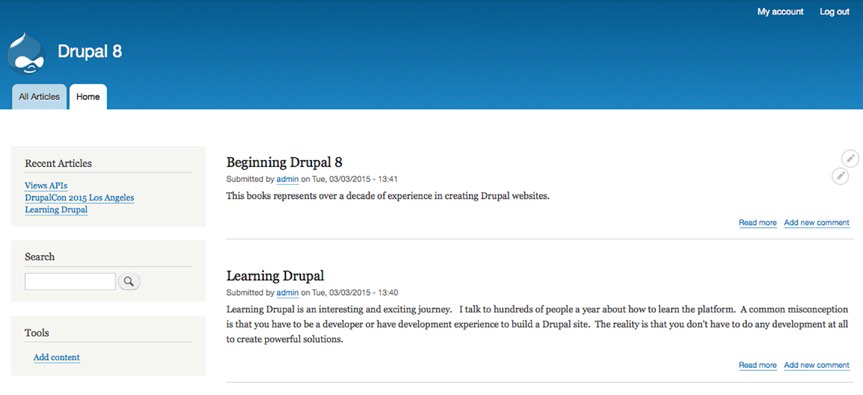 My account Log out
Drupal 8
All Articles Home
Recent Articles
Views APIs
DrupalCon 2015 Los Angeles
Learning Drupal
Search
Tools
Add content
Beginning Drupal 8
Submitted by admin on Tue, 03/03/2015 - 13:41
This books represents over a decade of experience in creating Drupal websites.
Read more Add new comment
Learning Drupal
Submitted by admin on Tue, 03/03/2015 - 13:40
Learning Drupal is an interesting and exciting journey. I talk to hundreds of people a year about how to learn the platform. A common misconception
is that you have to be a developer or have development experience to build a Drupal site. The reality is that you don't have to do any development at all
to create powerful solutions.
Read more Add new comment